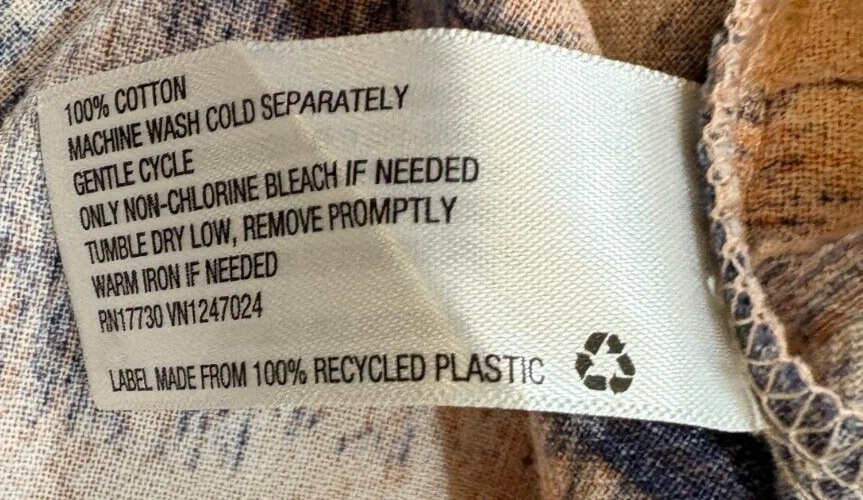 100% COTTON
MACHINE WASH COLD SEPARATELY
GENTLE CYCLE
ONLY NON-CHLORINE BLEACH IF NEEDED
TUMBLE DRY LOW, REMOVE PROMPTLY
WARM IRON IF NEEDED
RN17730 VN1247024
LABEL MADE FROM 100% RECYCLED PLASTIC